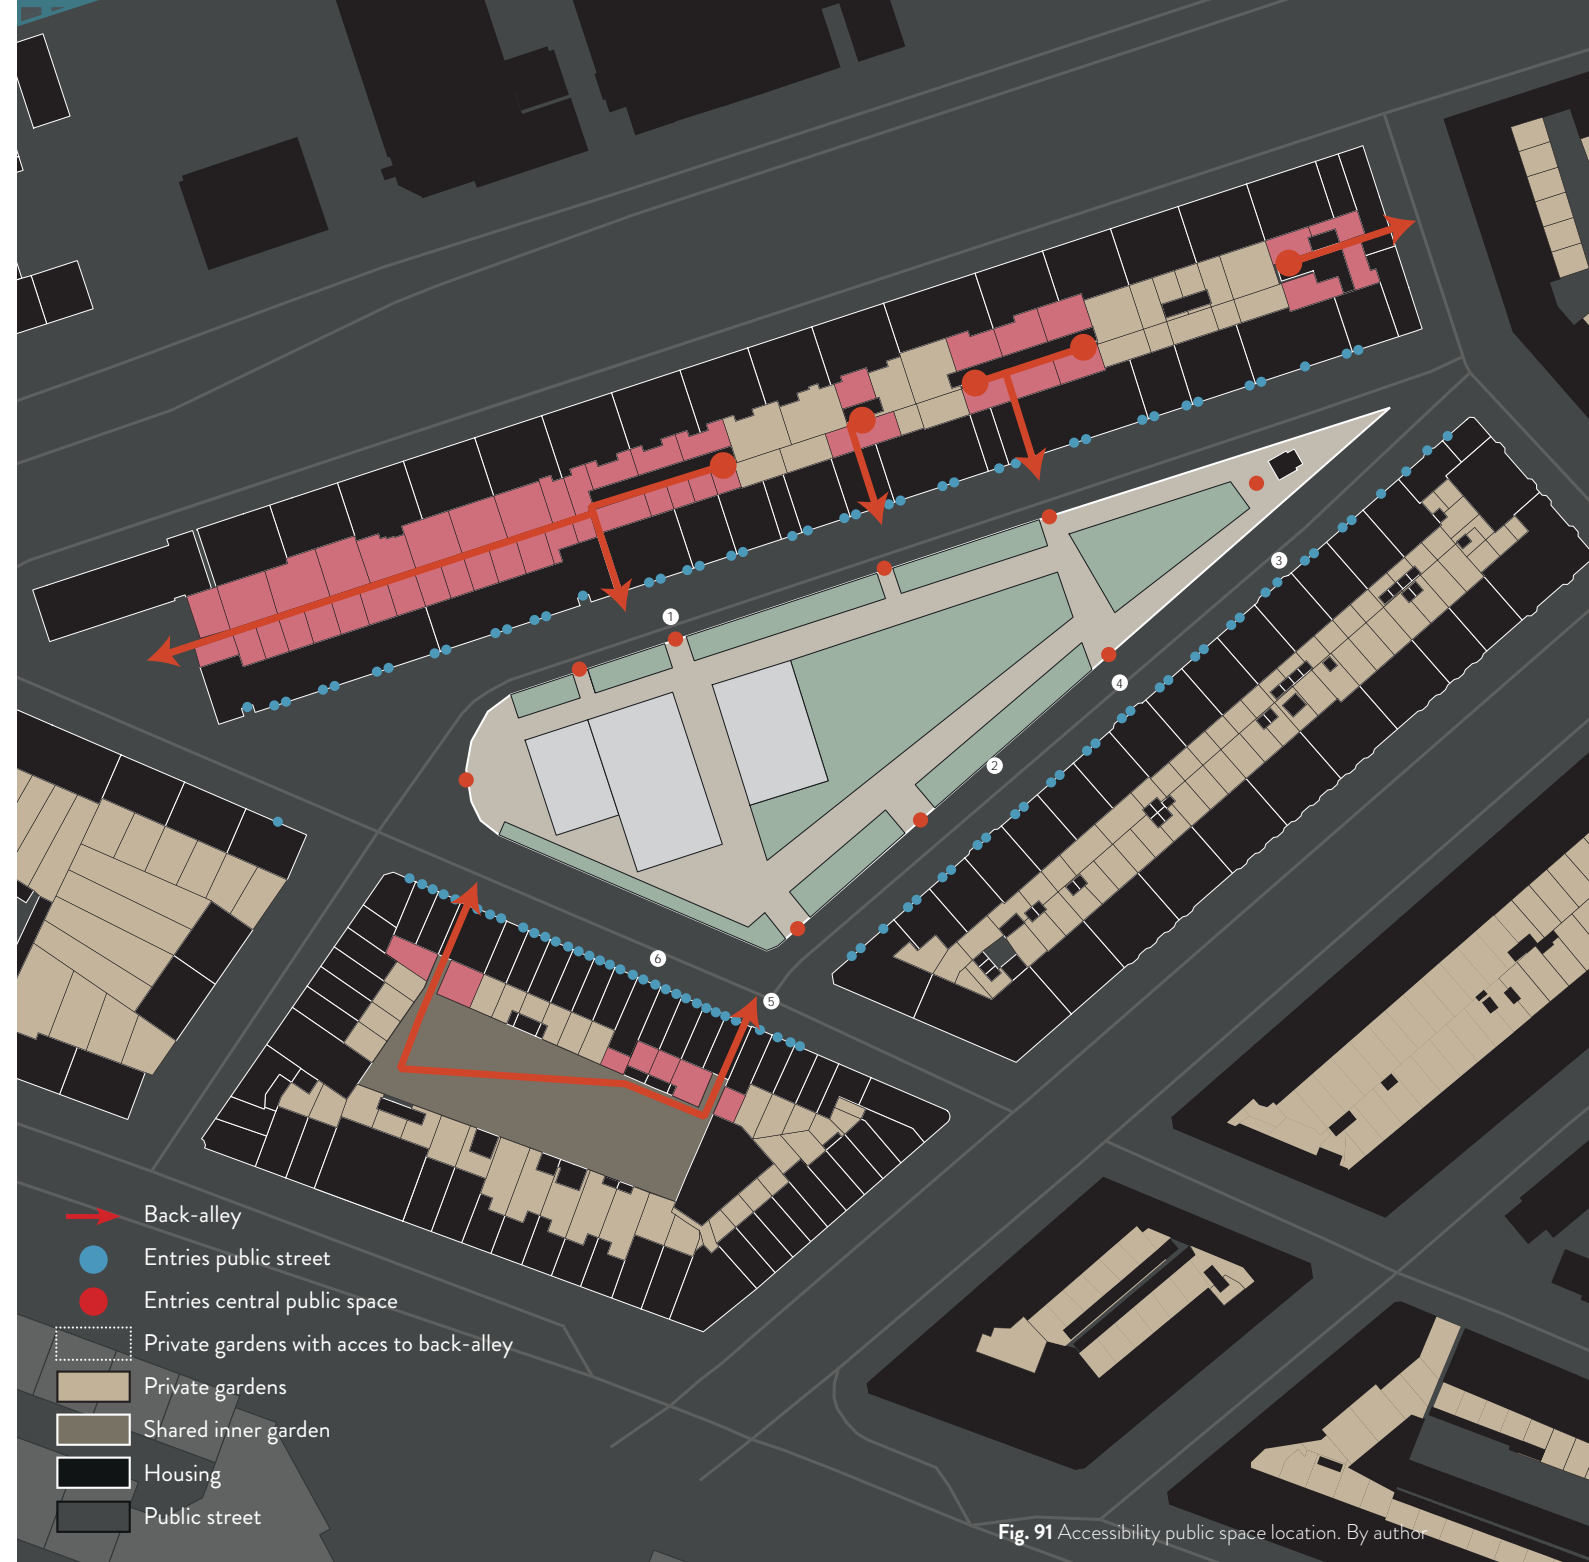 3
1
4
2
6
5
Back-alley
Entries public street
Entries central public space
Private gardens with acces to back-alley
Private gardens
Shared inner garden
Housing
Public street
Fig. 91 Accessibility public space location. By author